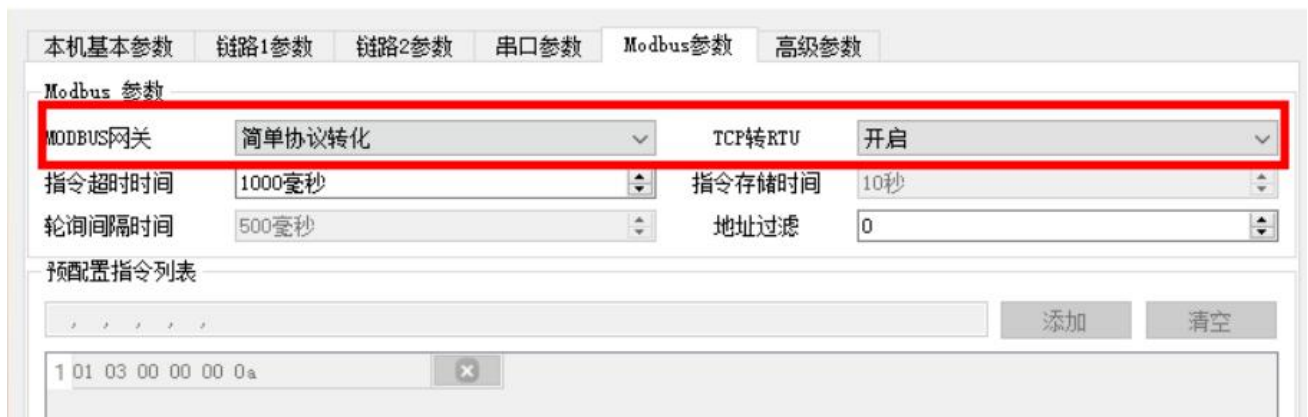 本机基本参数 链路1参数 链路2参数 串口参数 Modbus参数 高级参数
Modbus 参数
MODBUS网关 简单协议转化 TCP转RTU 开启
指令超时时间 1000毫秒 指令存储时间 10秒
轮询间隔时间 500毫秒 地址过滤 0
预配置指令列表
, , , , , 添加 清空
1 01 03 00 00 00 0a